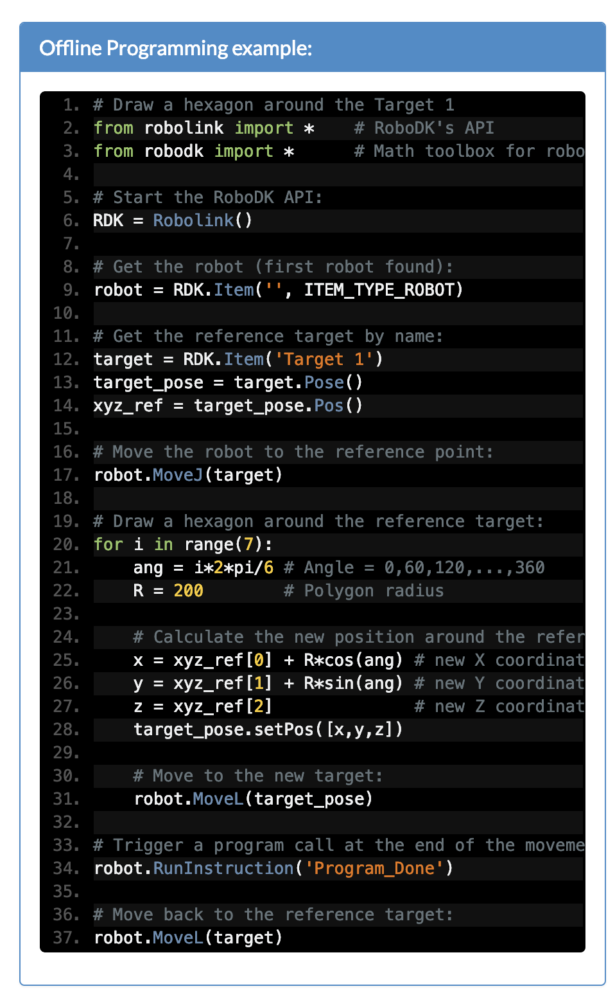 Offline Programming example:
1. # Draw a hexagon around the Target 1
2. from robolink import *    # RoboDK's API
3. from robodk import *      # Math toolbox for robo
4.
5. # Start the RoboDK API:
6. RDK = Robolink()
7.
8. # Get the robot (first robot found):
9. robot = RDK.Item('', ITEM_TYPE_ROBOT)
10.
11. # Get the reference target by name:
12. target = RDK.Item('Target 1')
13. target_pose = target.Pose()
14. xyz_ref = target_pose.Pos()
15.
16. # Move the robot to the reference point:
17. robot.MoveJ(target)
18.
19. # Draw a hexagon around the reference target:
20. for i in range(7):
21.     ang = i*2*pi/6 # Angle = 0,60,120,...,360
22.     R = 200        # Polygon radius
23.
24.     # Calculate the new position around the refer
25.     x = xyz_ref[0] + R*cos(ang) # new X coordinat
26.     y = xyz_ref[1] + R*sin(ang) # new Y coordinat
27.     z = xyz_ref[2]              # new Z coordinat
28.     target_pose.setPos([x,y,z])
29.
30.     # Move to the new target:
31.     robot.MoveL(target_pose)
32.
33. # Trigger a program call at the end of the moveme
34. robot.RunInstruction('Program_Done')
35.
36. # Move back to the reference target:
37. robot.MoveL(target)